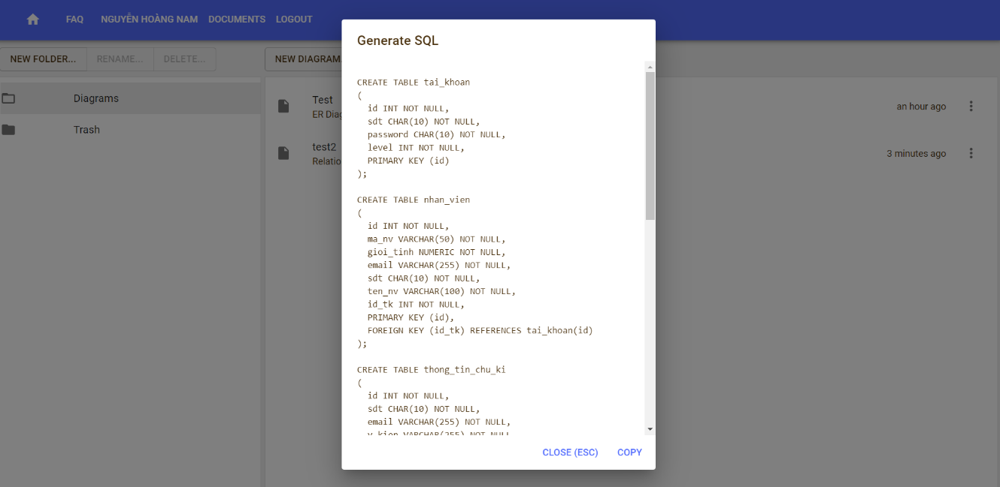 FAQ
NGUYỄN HOÀNG NAM
DOCUMENTS
LOGOUT
NEW FOLDER...
RENAME...
DELETE...
NEW DIAGRAM
Diagrams
Trash
Test
ER Diag
an hour ago
test2
Relatio
3 minutes ago
Generate SQL
CREATE TABLE tai_khoan
(
id INT NOT NULL,
sdt CHAR(10) NOT NULL,
password CHAR(10) NOT NULL,
level INT NOT NULL,
PRIMARY KEY (id)
);
CREATE TABLE nhan_vien
(
id INT NOT NULL,
ma_nv VARCHAR(50) NOT NULL,
gioi_tinh NUMERIC NOT NULL,
email VARCHAR(255) NOT NULL,
sdt CHAR(10) NOT NULL,
ten_nv VARCHAR(100) NOT NULL,
id_tk INT NOT NULL,
PRIMARY KEY (id),
FOREIGN KEY (id_tk) REFERENCES tai_khoan(id)
);
CREATE TABLE thong_tin_chu_ki
(
id INT NOT NULL,
sdt CHAR(10) NOT NULL,
email VARCHAR(255) NOT NULL,
y_kien VARCHAR(255) NOT NULL
CLOSE (ESC)
COPY